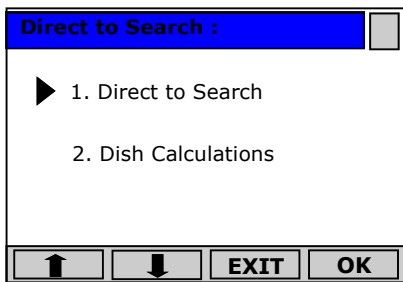 Direct to Search :
1. Direct to Search
2. Dish Calculations
EXIT OK